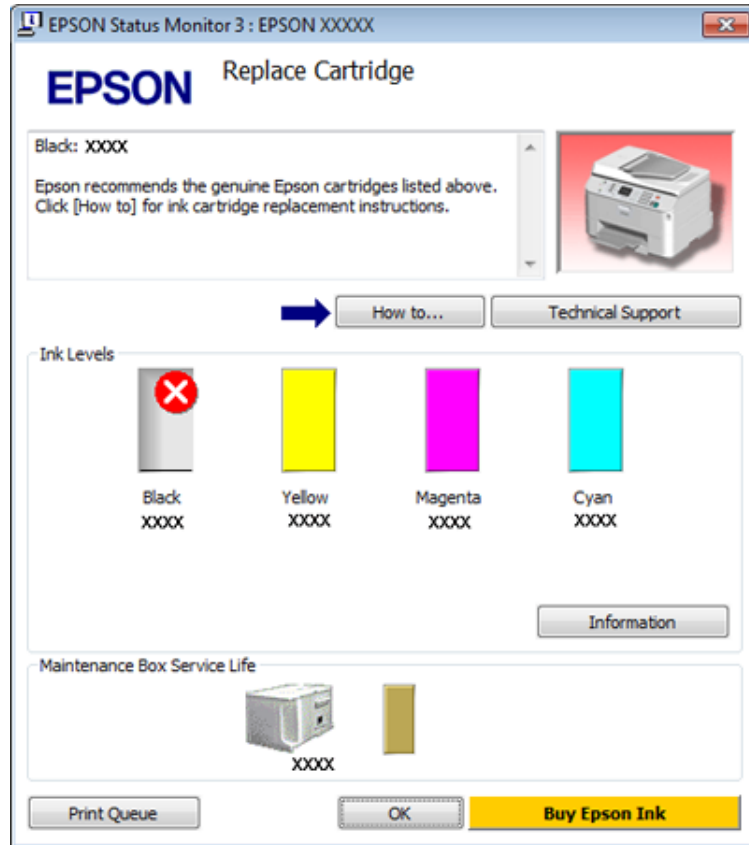 EPSON Status Monitor 3 : EPSON XXXXX
EPSON
Replace Cartridge
Black: XXXX
Epson recommends the genuine Epson cartridges listed above.
Click [How to] for ink cartridge replacement instructions.
How to...
Technical Support
Ink Levels
Black
Yellow
Magenta
Cyan
XXXX
XXXX
XXXX
XXXX
Information
Maintenance Box Service Life
XXXX
Print Queue
OK
Buy Epson Ink